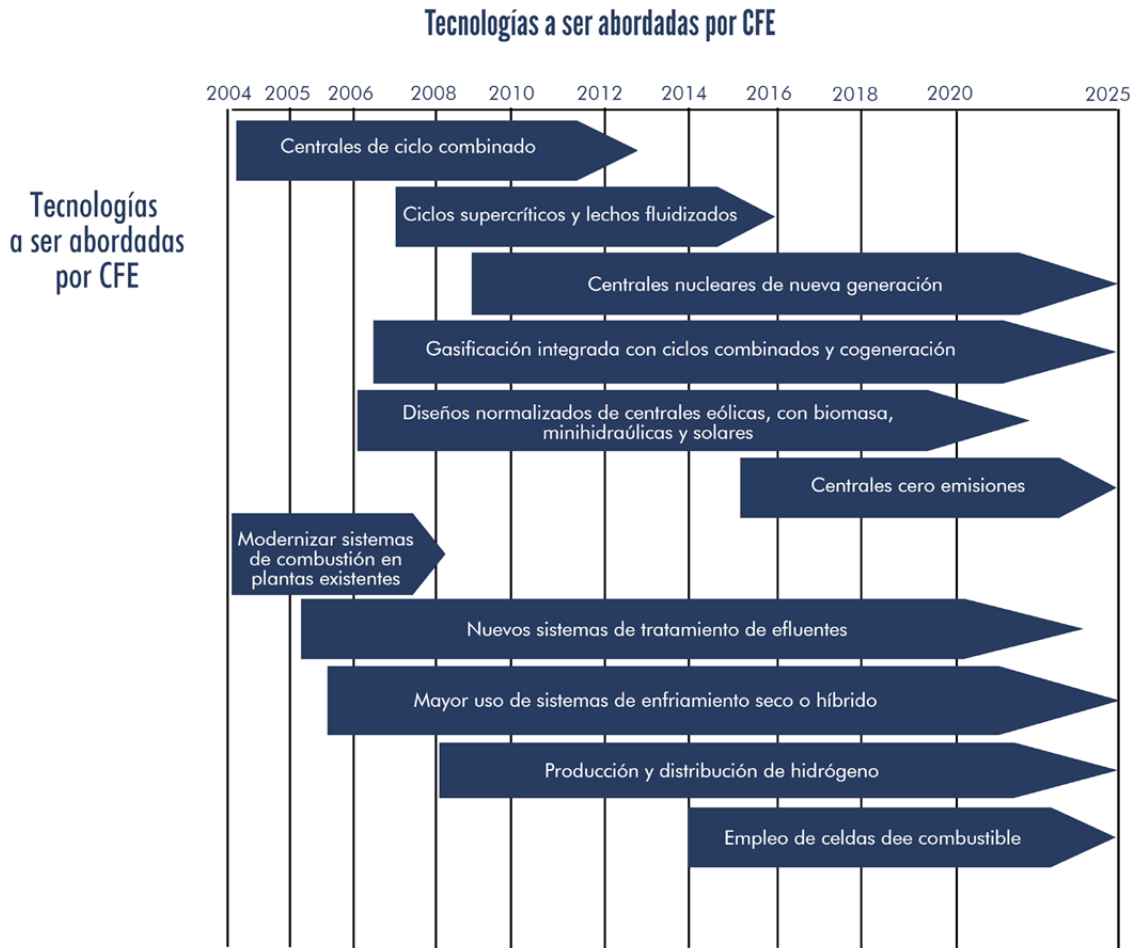 Tecnologías a ser abordadas por CFE
2004 2005 2006 2008 2010 2012 2014 2016 2018 2020 2025
Tecnologías
a ser abordadas
por CFE
Centrales de ciclo combinado
Ciclos supercríticos y lechos fluidizados
Centrales nucleares de nueva generación
Gasificación integrada con ciclos combinados y cogeneración
Diseños normalizados de centrales eólicas, con biomasa,
minihidraúlicas y solares
Centrales cero emisiones
Modernizar sistemas
de combustión en
plantas existentes
Nuevos sistemas de tratamiento de efluentes
Mayor uso de sistemas de enfriamiento seco o híbrido
Producción y distribución de hidrógeno
Empleo de celdas dee combustible